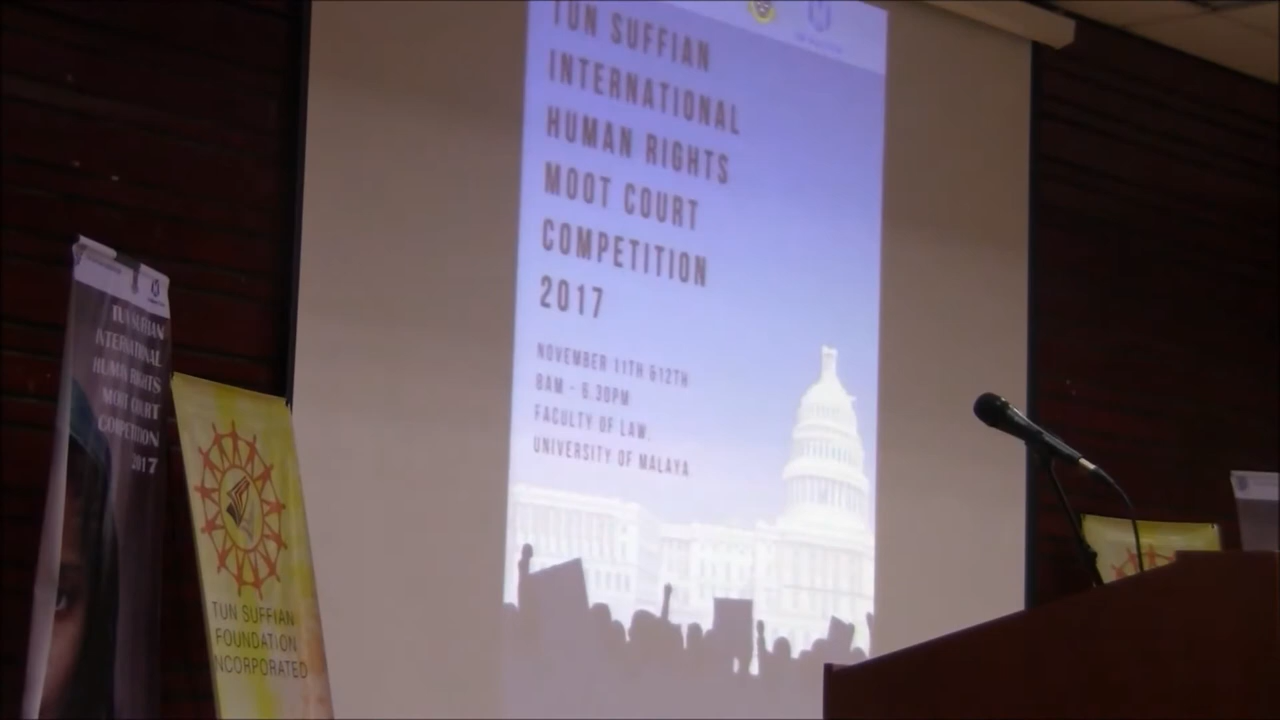 TUN SUFFIAN
INTERNATIONAL
HUMAN RIGHTS
MOOT COURT
COMPETITION
2017
NOVEMBER 11TH &12TH
8AM - 6.30PM
FACULTY OF LAW,
UNIVERSITY OF MALAYA
TUN SUFFIAN
INTERNATIONAL
HUMAN RIGHTS
MOOT COURT
COMPETITION
2017
TUN SUFFIAN
FOUNDATION
INCORPORATED